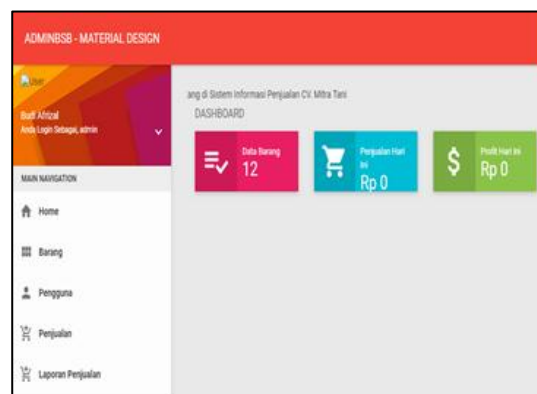 ADMINBSB - MATERIAL DESIGN
User
Budi Afrizal
Anda Login Sebagai, admin
MAIN NAVIGATION
Home
Barang
Pengguna
Penjualan
Laporan Penjualan
ang di Sistem Informasi Penjualan CV. Mitra Tani
DASHBOARD
Data Barang
12
Penjualan Hari
Ini
Rp 0
Profit Hari Ini
Rp 0